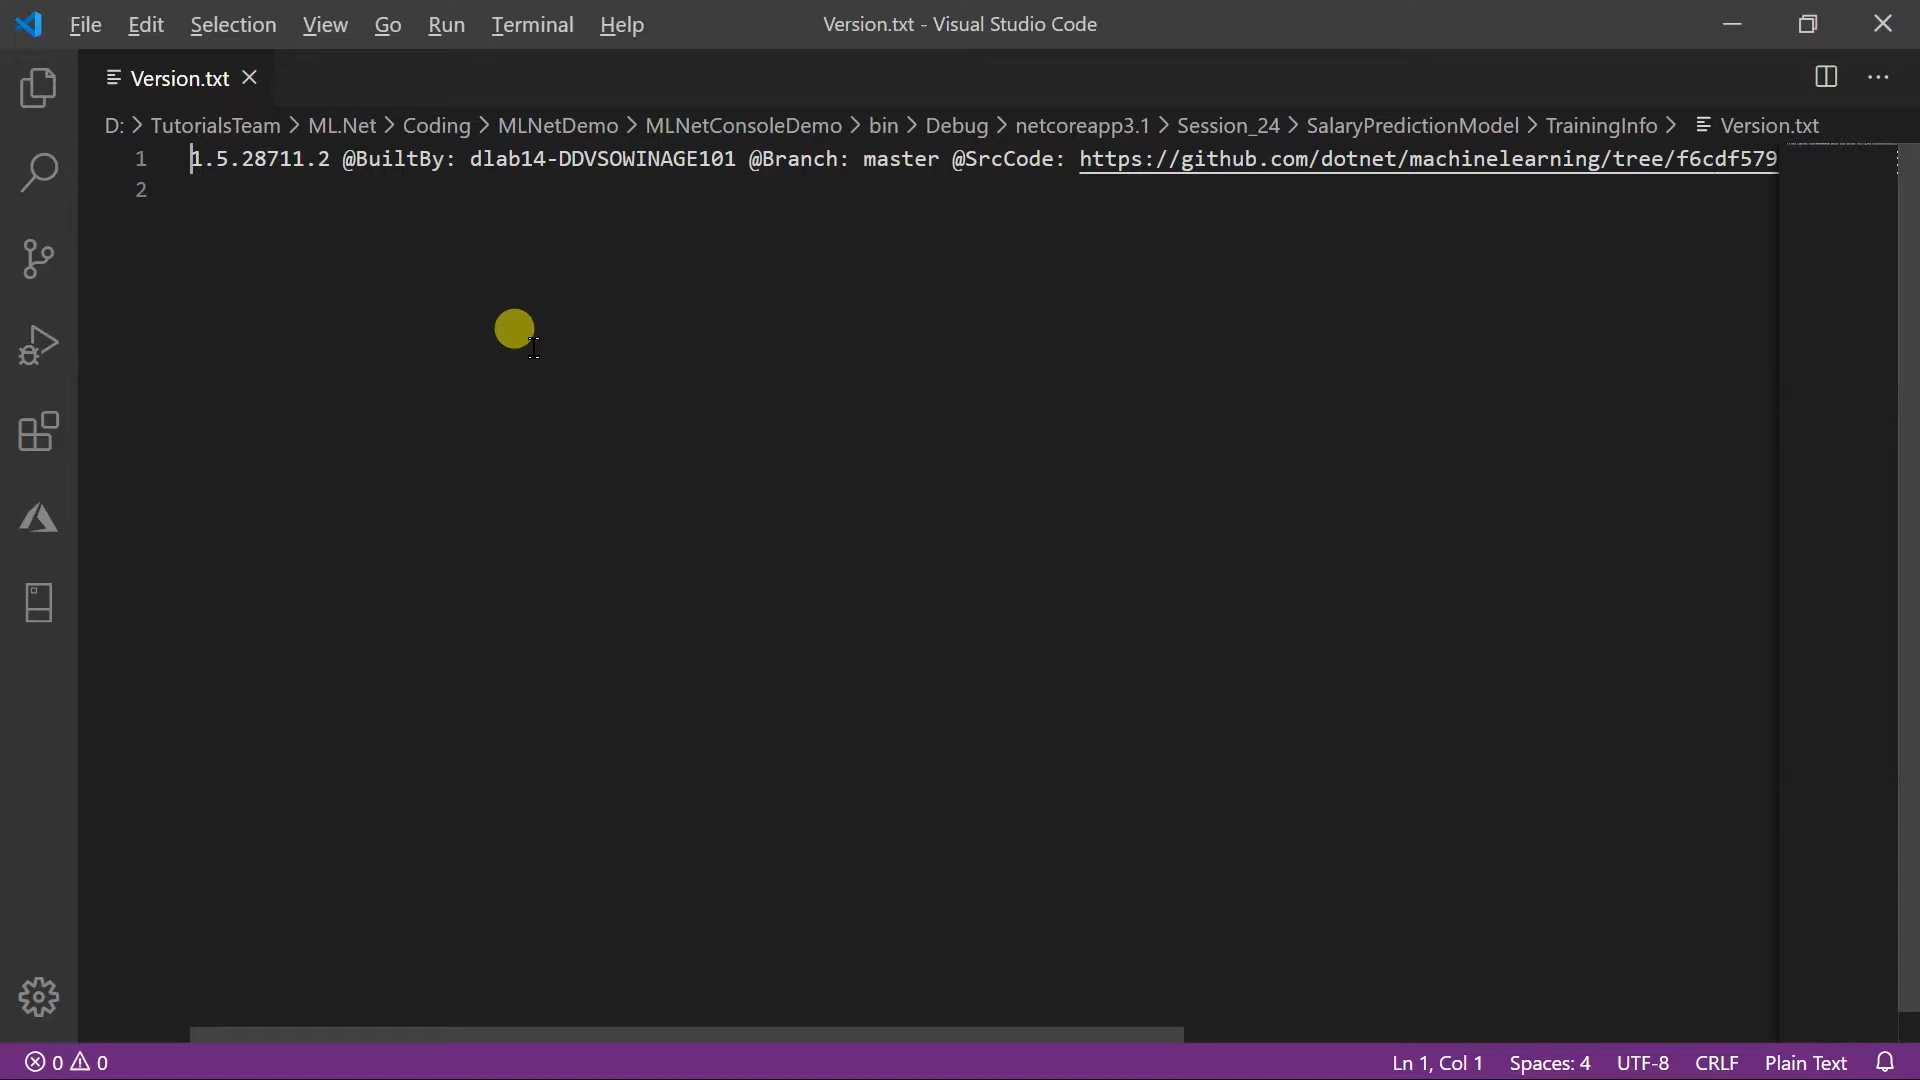 File Edit Selection View Go Run Terminal Help Version.txt - Visual Studio Code
Version.txt
D: > TutorialsTeam > ML.Net > Coding > MLNetDemo > MLNetConsoleDemo > bin > Debug > netcoreapp3.1 > Session_24 > SalaryPredictionModel > TrainingInfo > Version.txt
1 1.5.28711.2 @BuiltBy: dlab14-DDVSOWINAGE101 @Branch: master @SrcCode: https://github.com/dotnet/machinelearning/tree/f6cdf579
2
0 0 Ln 1, Col 1 Spaces: 4 UTF-8 CRLF Plain Text